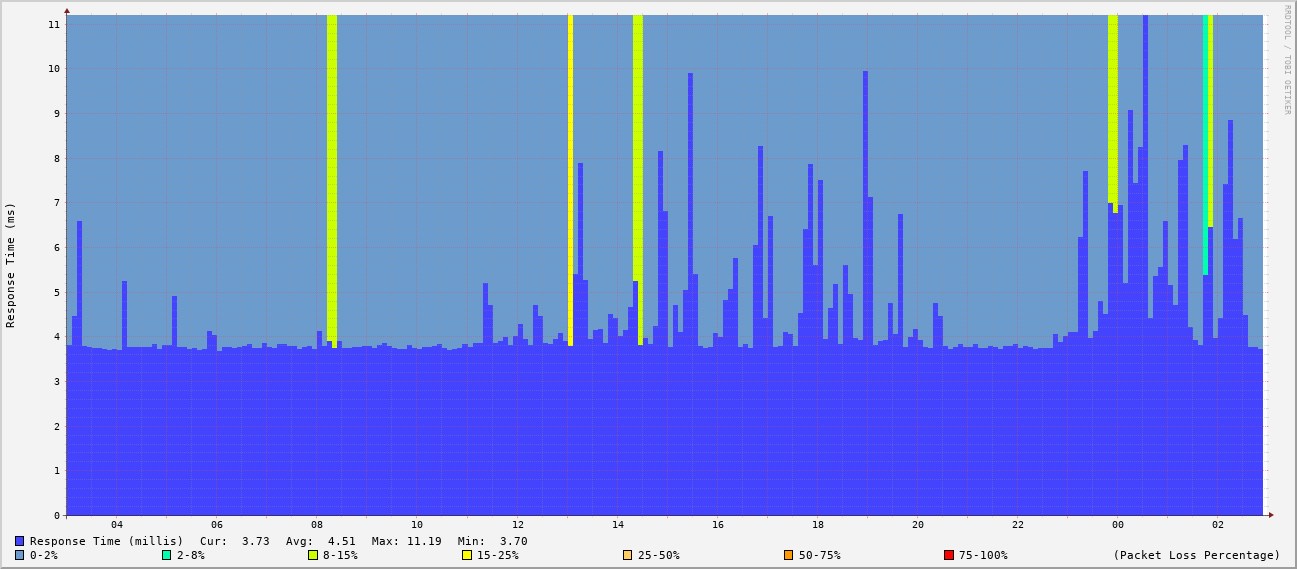 RRDTOOL / TOBI OETIKER
Response Time (ms)
11
10
9
8
7
6
5
4
3
2
1
0
04 06 08 10 12 14 16 18 20 22 00 02
Response Time (millis) Cur: 3.73 Avg: 4.51 Max: 11.19 Min: 3.70
0-2% 2-8% 8-15% 15-25% 25-50% 50-75% 75-100% (Packet Loss Percentage)